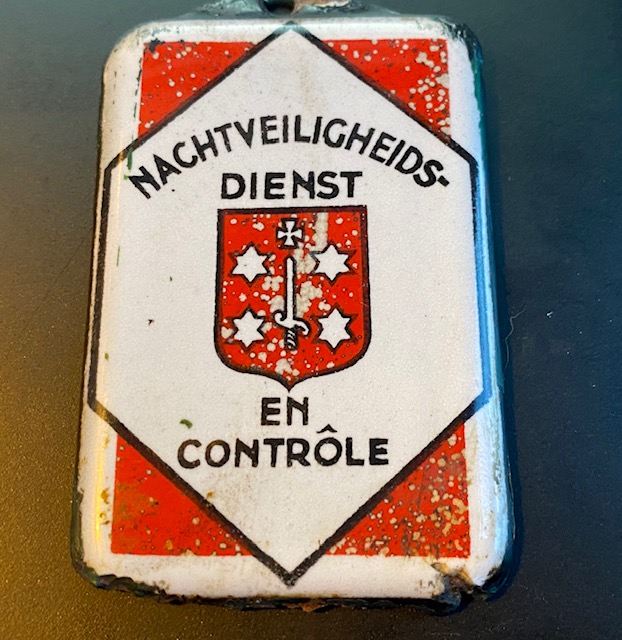 NACHTVEILIGHEIDS-
DIENST
EN
CONTRÔLE